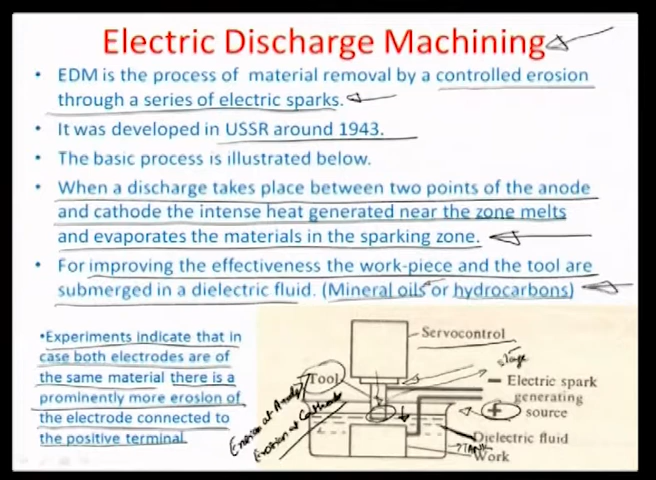 Electric Discharge Machining
• EDM is the process of material removal by a controlled erosion
through a series of electric sparks.
• It was developed in USSR around 1943.
• The basic process is illustrated below.
• When a discharge takes place between two points of the anode
and cathode the intense heat generated near the zone melts
and evaporates the materials in the sparking zone.
• For improving the effectiveness the work-piece and the tool are
submerged in a dielectric fluid. (Mineral oils or hydrocarbons)
•Experiments indicate that in
case both electrodes are of
the same material there is a
prominently more erosion of
the electrode connected to
the positive terminal.
Servocontrol
Tool
− Electric spark
generating
+ source
Dielectric fluid
TANK
Work
Erosion at Anode
Erosion at Cathode